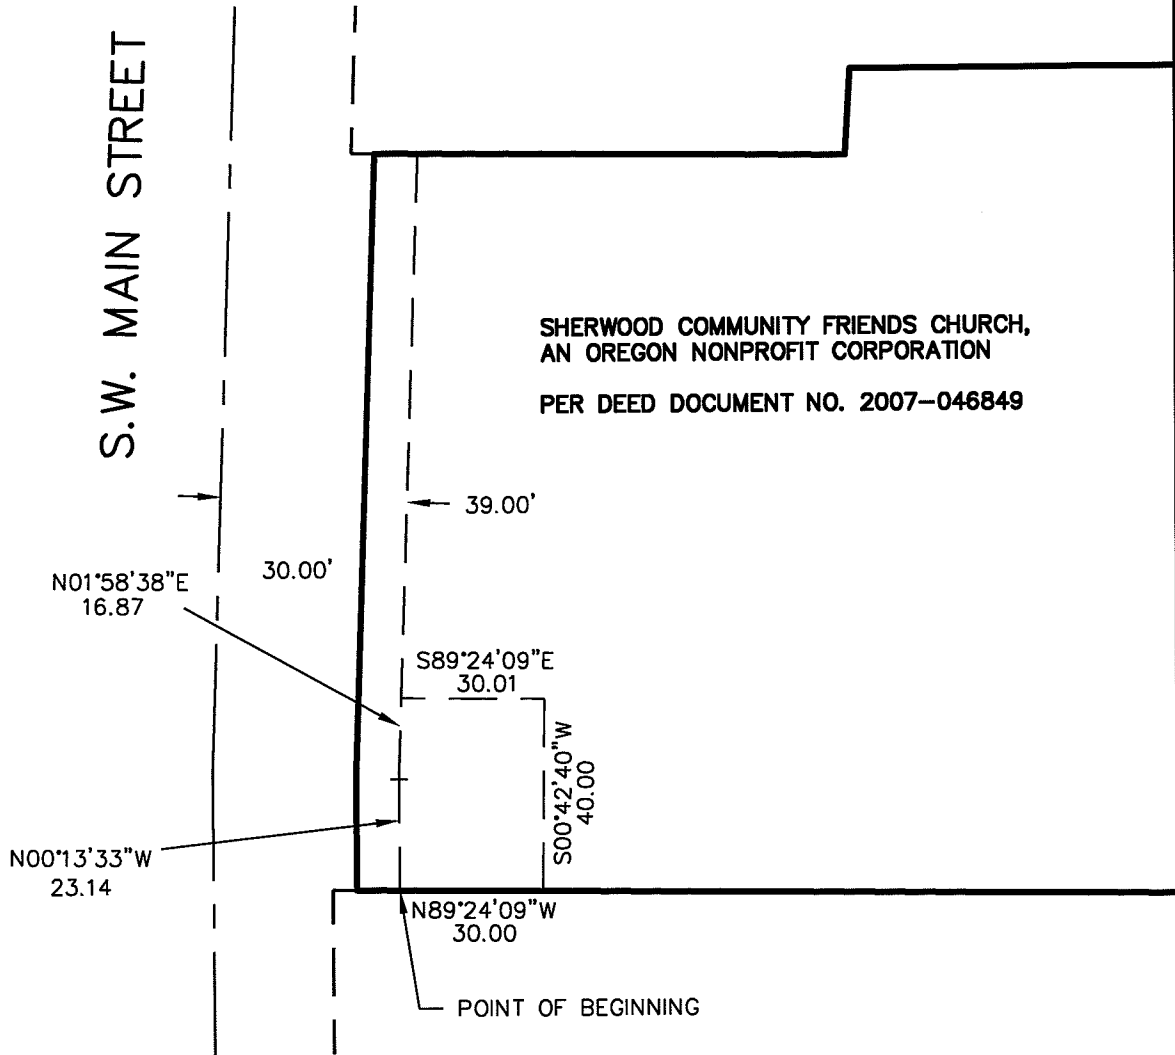 S.W. MAIN STREET
SHERWOOD COMMUNITY FRIENDS CHURCH,
AN OREGON NONPROFIT CORPORATION
PER DEED DOCUMENT NO. 2007-046849
39.00'
30.00'
N01°58'38"E
16.87
S89°24'09"E
30.01
S00°42'40"W
40.00
N00°13'33"W
23.14
N89°24'09"W
30.00
POINT OF BEGINNING